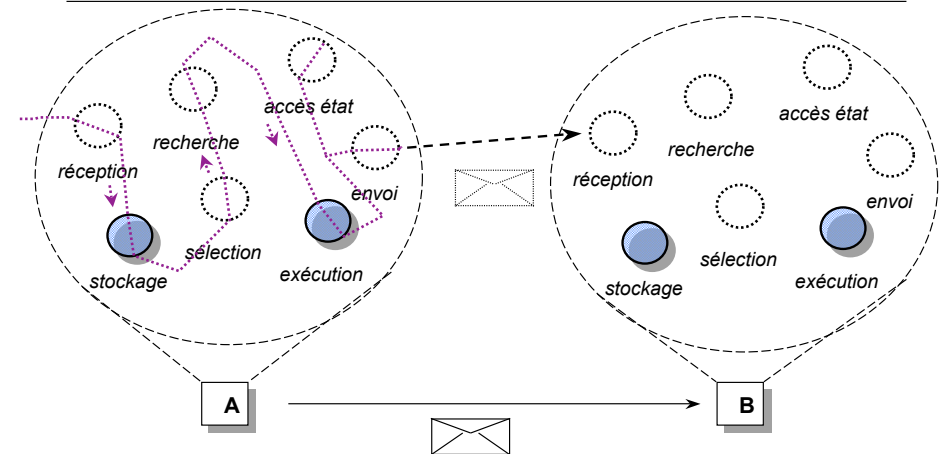 accès état
recherche
réception
envoi
sélection
stockage
exécution
accès état
recherche
réception
envoi
sélection
stockage
exécution
A
B